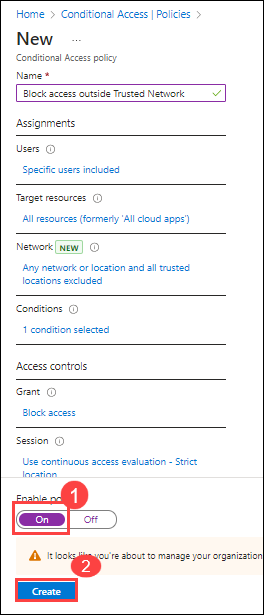 Home > Conditional Access | Policies >
New ...
Conditional Access policy
Name *
Block access outside Trusted Network
Assignments
Users
Specific users included
Target resources
All resources (formerly 'All cloud apps')
Network NEW
Any network or location and all trusted
locations excluded
Conditions
1 condition selected
Access controls
Grant
Block access
Session
Use continuous access evaluation - Strict
location
Enable
1
On Off
It looks like you're about to manage your organization
2
Create